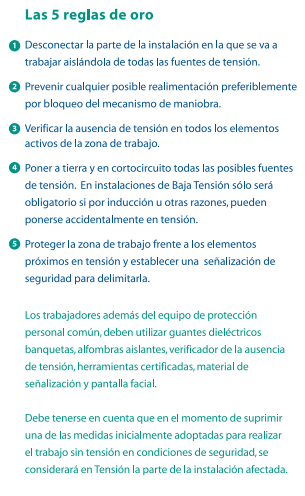 Las 5 reglas de oro
1 Desconectar la parte de la instalación en la que se va a
trabajar aislándola de todas las fuentes de tensión.
2 Prevenir cualquier posible realimentación preferiblemente
por bloqueo del mecanismo de maniobra.
3 Verificar la ausencia de tensión en todos los elementos
activos de la zona de trabajo.
4 Poner a tierra y en cortocircuito todas las posibles fuentes
de tensión. En instalaciones de Baja Tensión sólo será
obligatorio si por inducción u otras razones, pueden
ponerse accidentalmente en tensión.
5 Proteger la zona de trabajo frente a los elementos
próximos en tensión y establecer una señalización de
seguridad para delimitarla.
Los trabajadores además del equipo de protección
personal común, deben utilizar guantes dieléctricos
banquetas, alfombras aislantes, verificador de la ausencia
de tensión, herramientas certificadas, material de
señalización y pantalla facial.
Debe tenerse en cuenta que en el momento de suprimir
una de las medidas inicialmente adoptadas para realizar
el trabajo sin tensión en condiciones de seguridad, se
considerará en Tensión la parte de la instalación afectada.